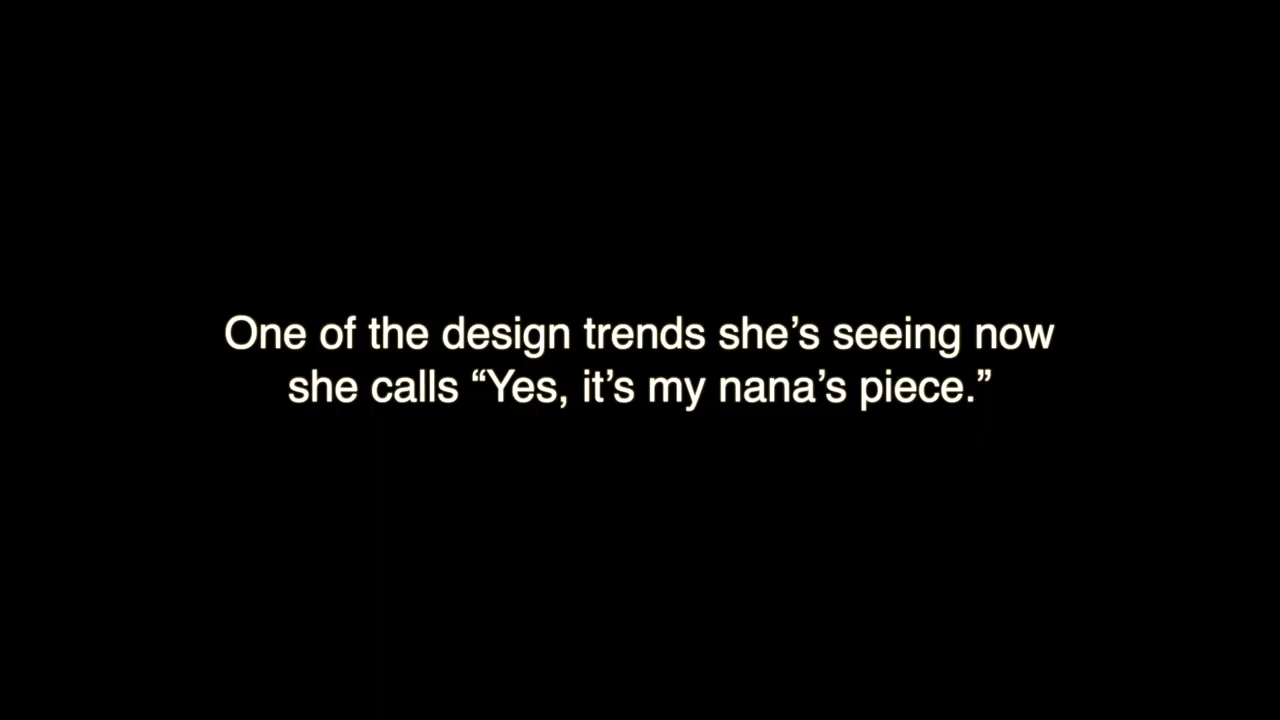 One of the design trends she’s seeing now
she calls “Yes, it’s my nana’s piece.”